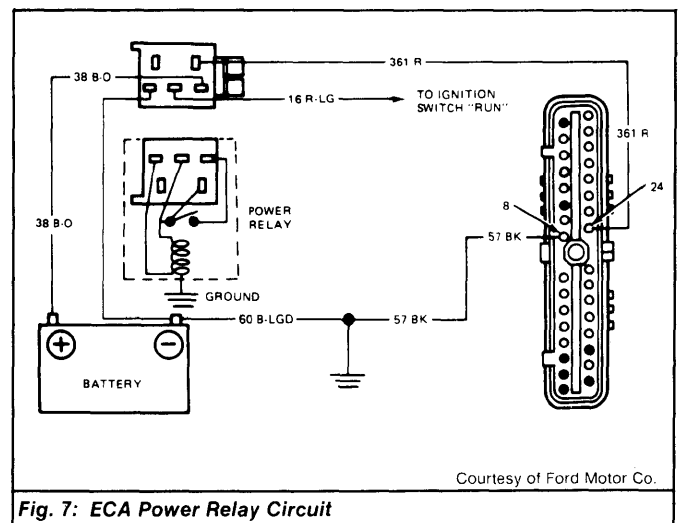 361 R
38 B-O
16 R-LG
TO IGNITION
SWITCH "RUN"
361 R
24
8
POWER
RELAY
38 B-O
57 BK
GROUND
60 B-LGD
57 BK
+
−
BATTERY
Courtesy of Ford Motor Co.
Fig. 7: ECA Power Relay Circuit